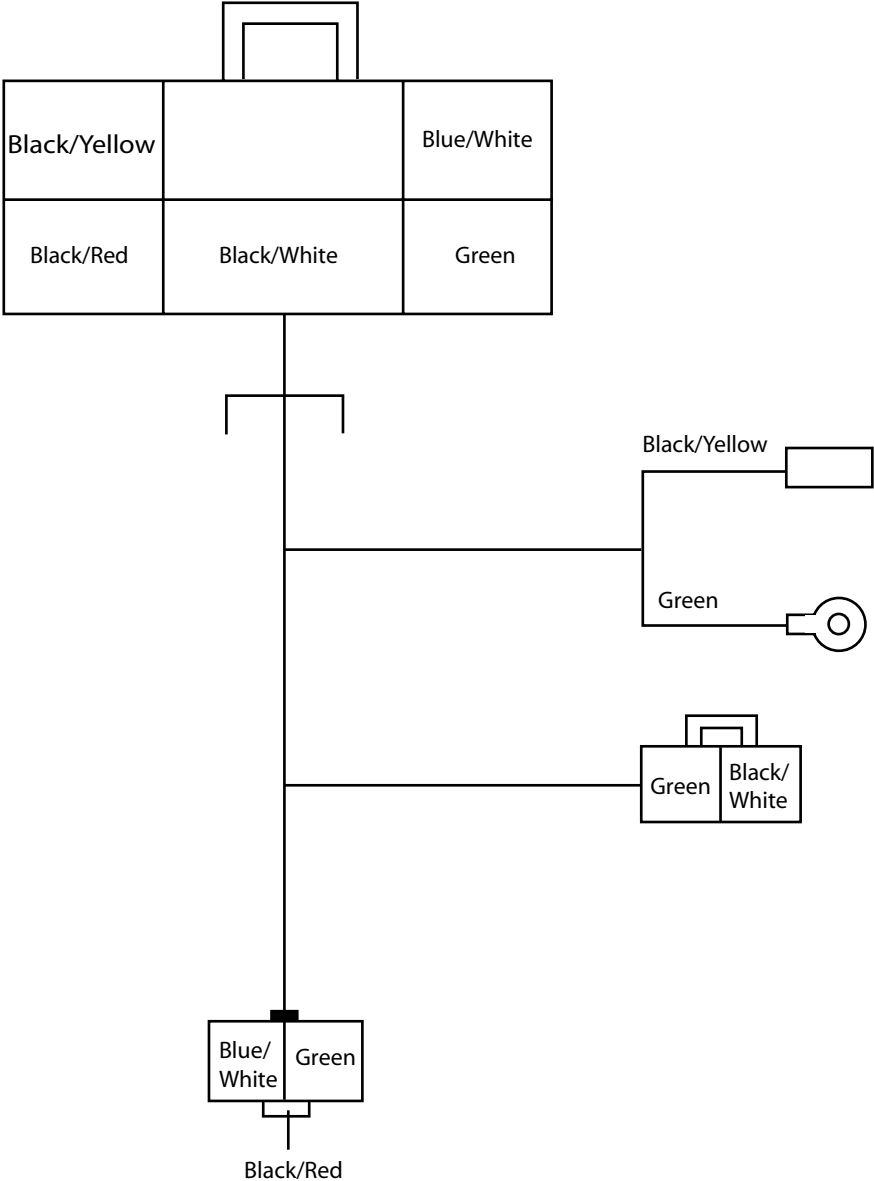 Black/Yellow
Blue/White
Black/Red
Black/White
Green
Black/Yellow
Green
Green
Black/
White
Blue/
White
Green
Black/Red